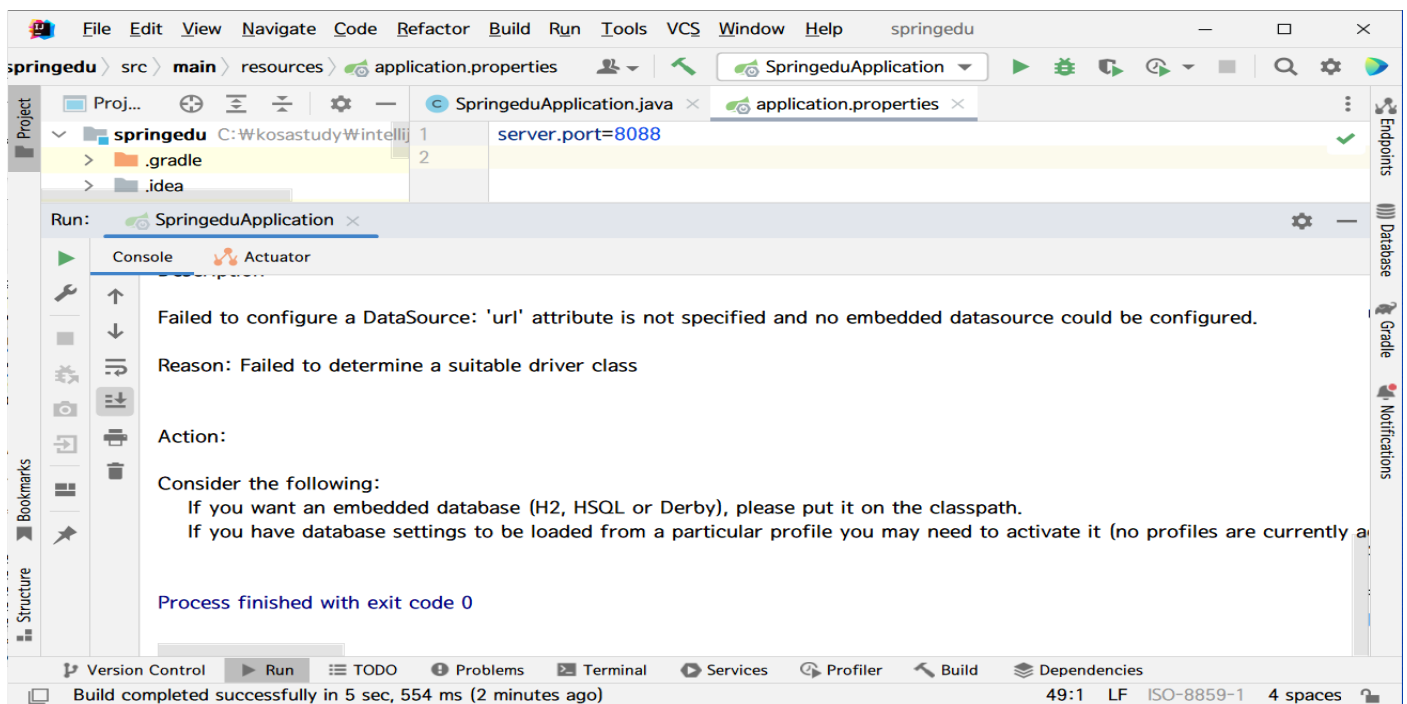 File Edit View Navigate Code Refactor Build Run Tools VCS Window Help springedu
springedu src main resources application.properties SpringeduApplication
Proj... SpringeduApplication.java application.properties
Project
springedu C:₩kosastudy₩intellij
.gradle
.idea
1 server.port=8088
2
Endpoints
Database
Gradle
Notifications
Run: SpringeduApplication
Console Actuator
Failed to configure a DataSource: 'url' attribute is not specified and no embedded datasource could be configured.
Reason: Failed to determine a suitable driver class
Action:
Consider the following:
If you want an embedded database (H2, HSQL or Derby), please put it on the classpath.
If you have database settings to be loaded from a particular profile you may need to activate it (no profiles are currently
Process finished with exit code 0
Bookmarks
Structure
Version Control Run TODO Problems Terminal Services Profiler Build Dependencies
Build completed successfully in 5 sec, 554 ms (2 minutes ago) 49:1 LF ISO-8859-1 4 spaces